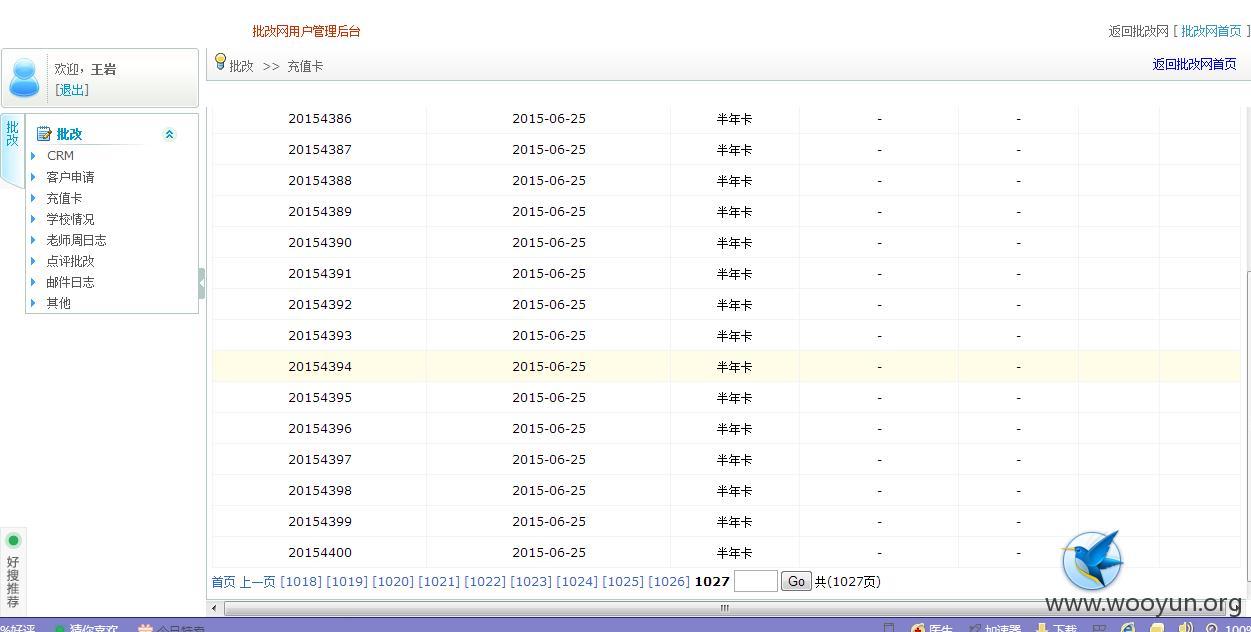 批改网用户管理后台
返回批改网 [ 批改网首页 ]
欢迎，王岩
[退出]
批改 >> 充值卡
返回批改网首页
批改
批改
CRM
客户申请
充值卡
学校情况
老师周日志
点评批改
邮件日志
其他
20154386 2015-06-25 半年卡 - -
20154387 2015-06-25 半年卡 - -
20154388 2015-06-25 半年卡 - -
20154389 2015-06-25 半年卡 - -
20154390 2015-06-25 半年卡 - -
20154391 2015-06-25 半年卡 - -
20154392 2015-06-25 半年卡 - -
20154393 2015-06-25 半年卡 - -
20154394 2015-06-25 半年卡 - -
20154395 2015-06-25 半年卡 - -
20154396 2015-06-25 半年卡 - -
20154397 2015-06-25 半年卡 - -
20154398 2015-06-25 半年卡 - -
20154399 2015-06-25 半年卡 - -
20154400 2015-06-25 半年卡 - -
首页 上一页 [1018] [1019] [1020] [1021] [1022] [1023] [1024] [1025] [1026] 1027 Go 共(1027页)
好搜推荐
www.wooyun.org
%好评 猜你喜欢 今日特卖 医生 加速器 下载 100%